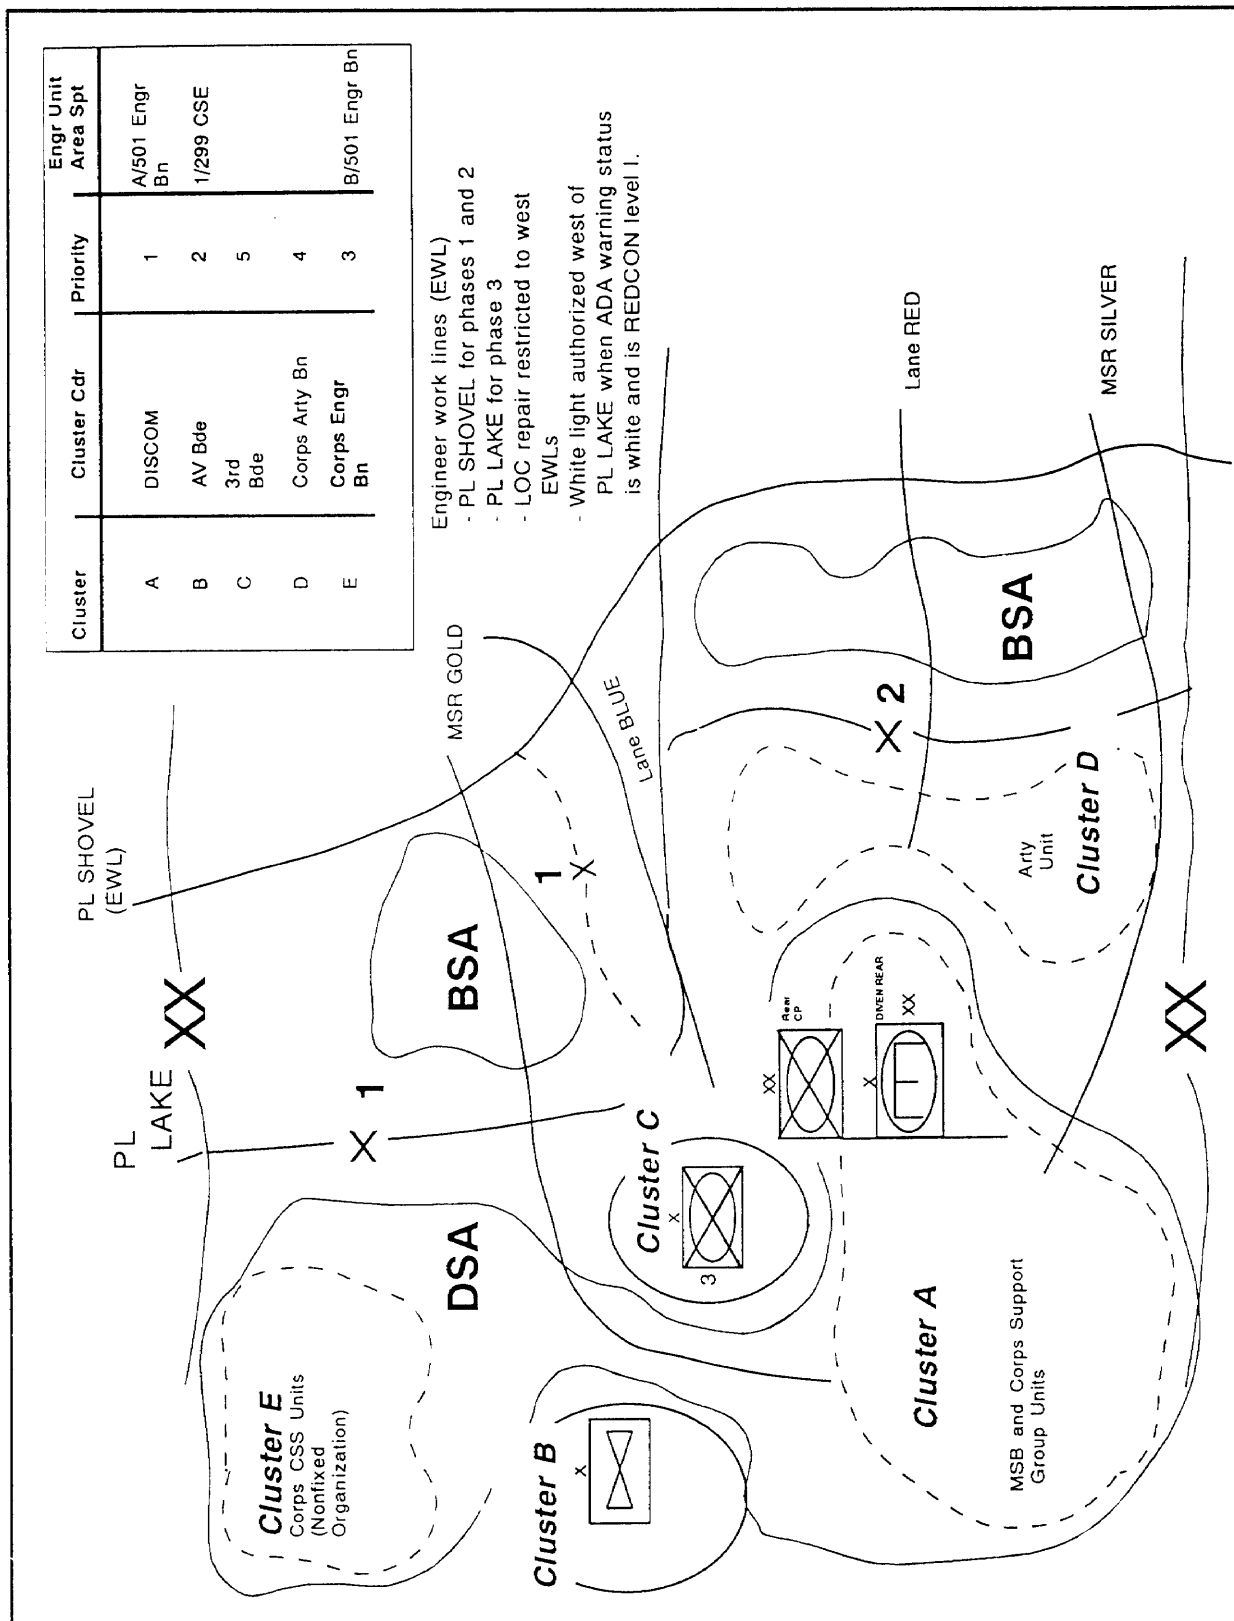 Cluster Cluster Cdr Priority Engr Unit
Area Spt
A DISCOM 1 A/501 Engr
Bn
B AV Bde 2 1/299 CSE
C 3rd
Bde 5
D Corps Arty Bn 4
E Corps Engr
Bn 3 B/501 Engr Bn
Engineer work lines (EWL)
- PL SHOVEL for phases 1 and 2
- PL LAKE for phase 3
- LOC repair restricted to west
EWLs
- White light authorized west of
PL LAKE when ADA warning status
is white and is REDCON level I.
PL SHOVEL
(EWL)
PL
LAKE
XX
MSR GOLD
X 1
BSA
1
X
Lane BLUE
Cluster E
Corps CSS Units
(Nonfixed
Organization)
DSA
Cluster B
X
Cluster C
X
3
X 2
Lane RED
MSR SILVER
BSA
XX
Rear
CP
X
DIVEN REAR
XX
Arty
Unit
Cluster D
Cluster A
MSB and Corps Support
Group Units
XX